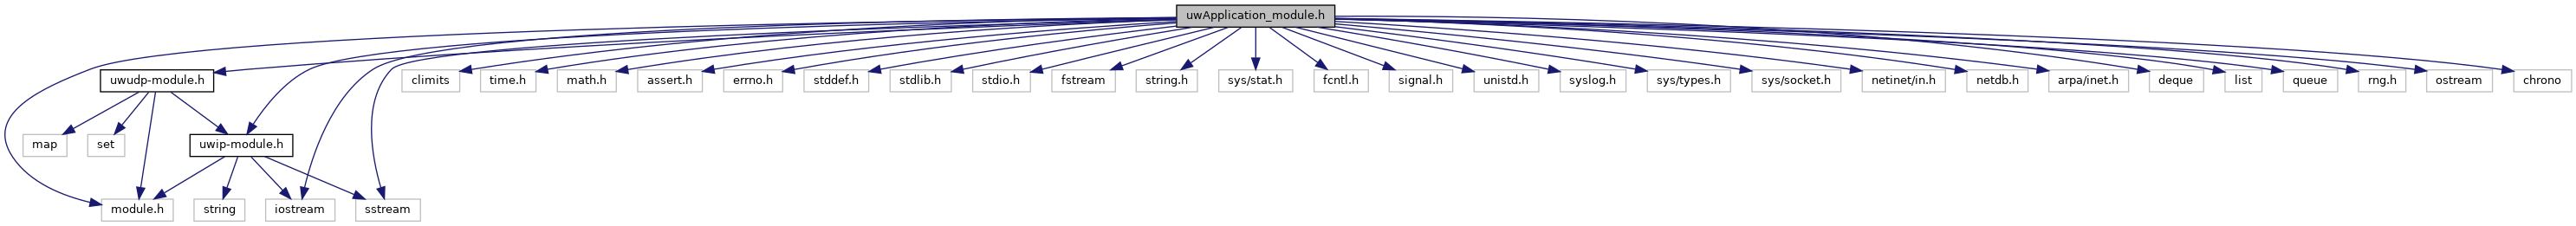 uwApplication_module.h
uwudp-module.h
climits
time.h
math.h
assert.h
errno.h
stddef.h
stdlib.h
stdio.h
fstream
string.h
sys/stat.h
fcntl.h
signal.h
unistd.h
syslog.h
sys/types.h
sys/socket.h
netinet/in.h
netdb.h
arpa/inet.h
deque
list
queue
rng.h
ostream
chrono
map
set
uwip-module.h
module.h
string
iostream
sstream